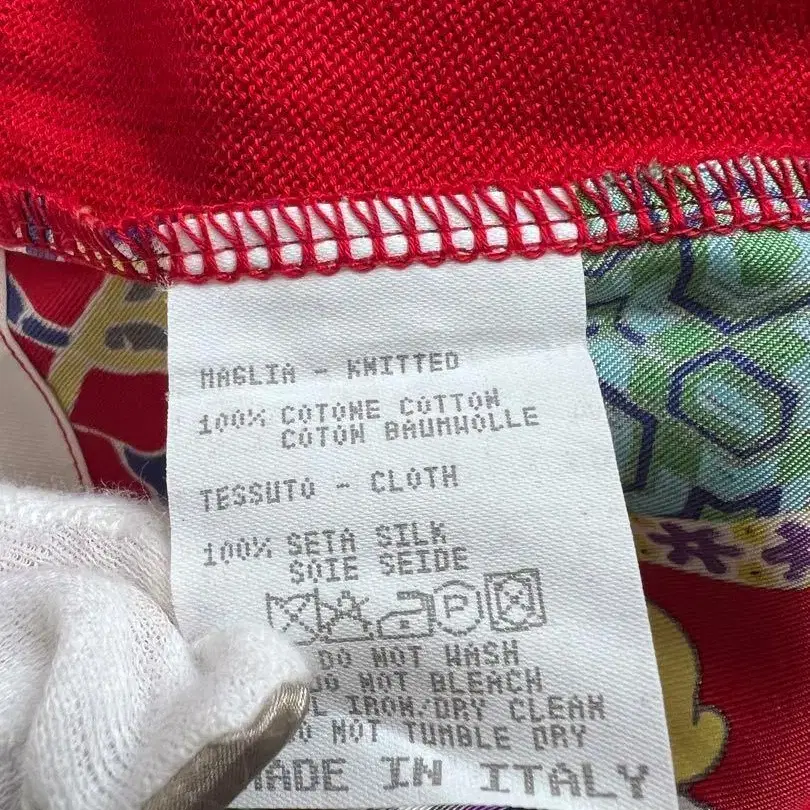 MAGLIA - KNITTED
100% COTONE COTTON
COTON BAUMWOLLE
TESSUTO - CLOTH
100% SETA SILK
SOIE SEIDE
P
DO NOT WASH
DO NOT BLEACH
IRON/DRY CLEAN
NOT TUMBLE DRY
MADE IN ITALY